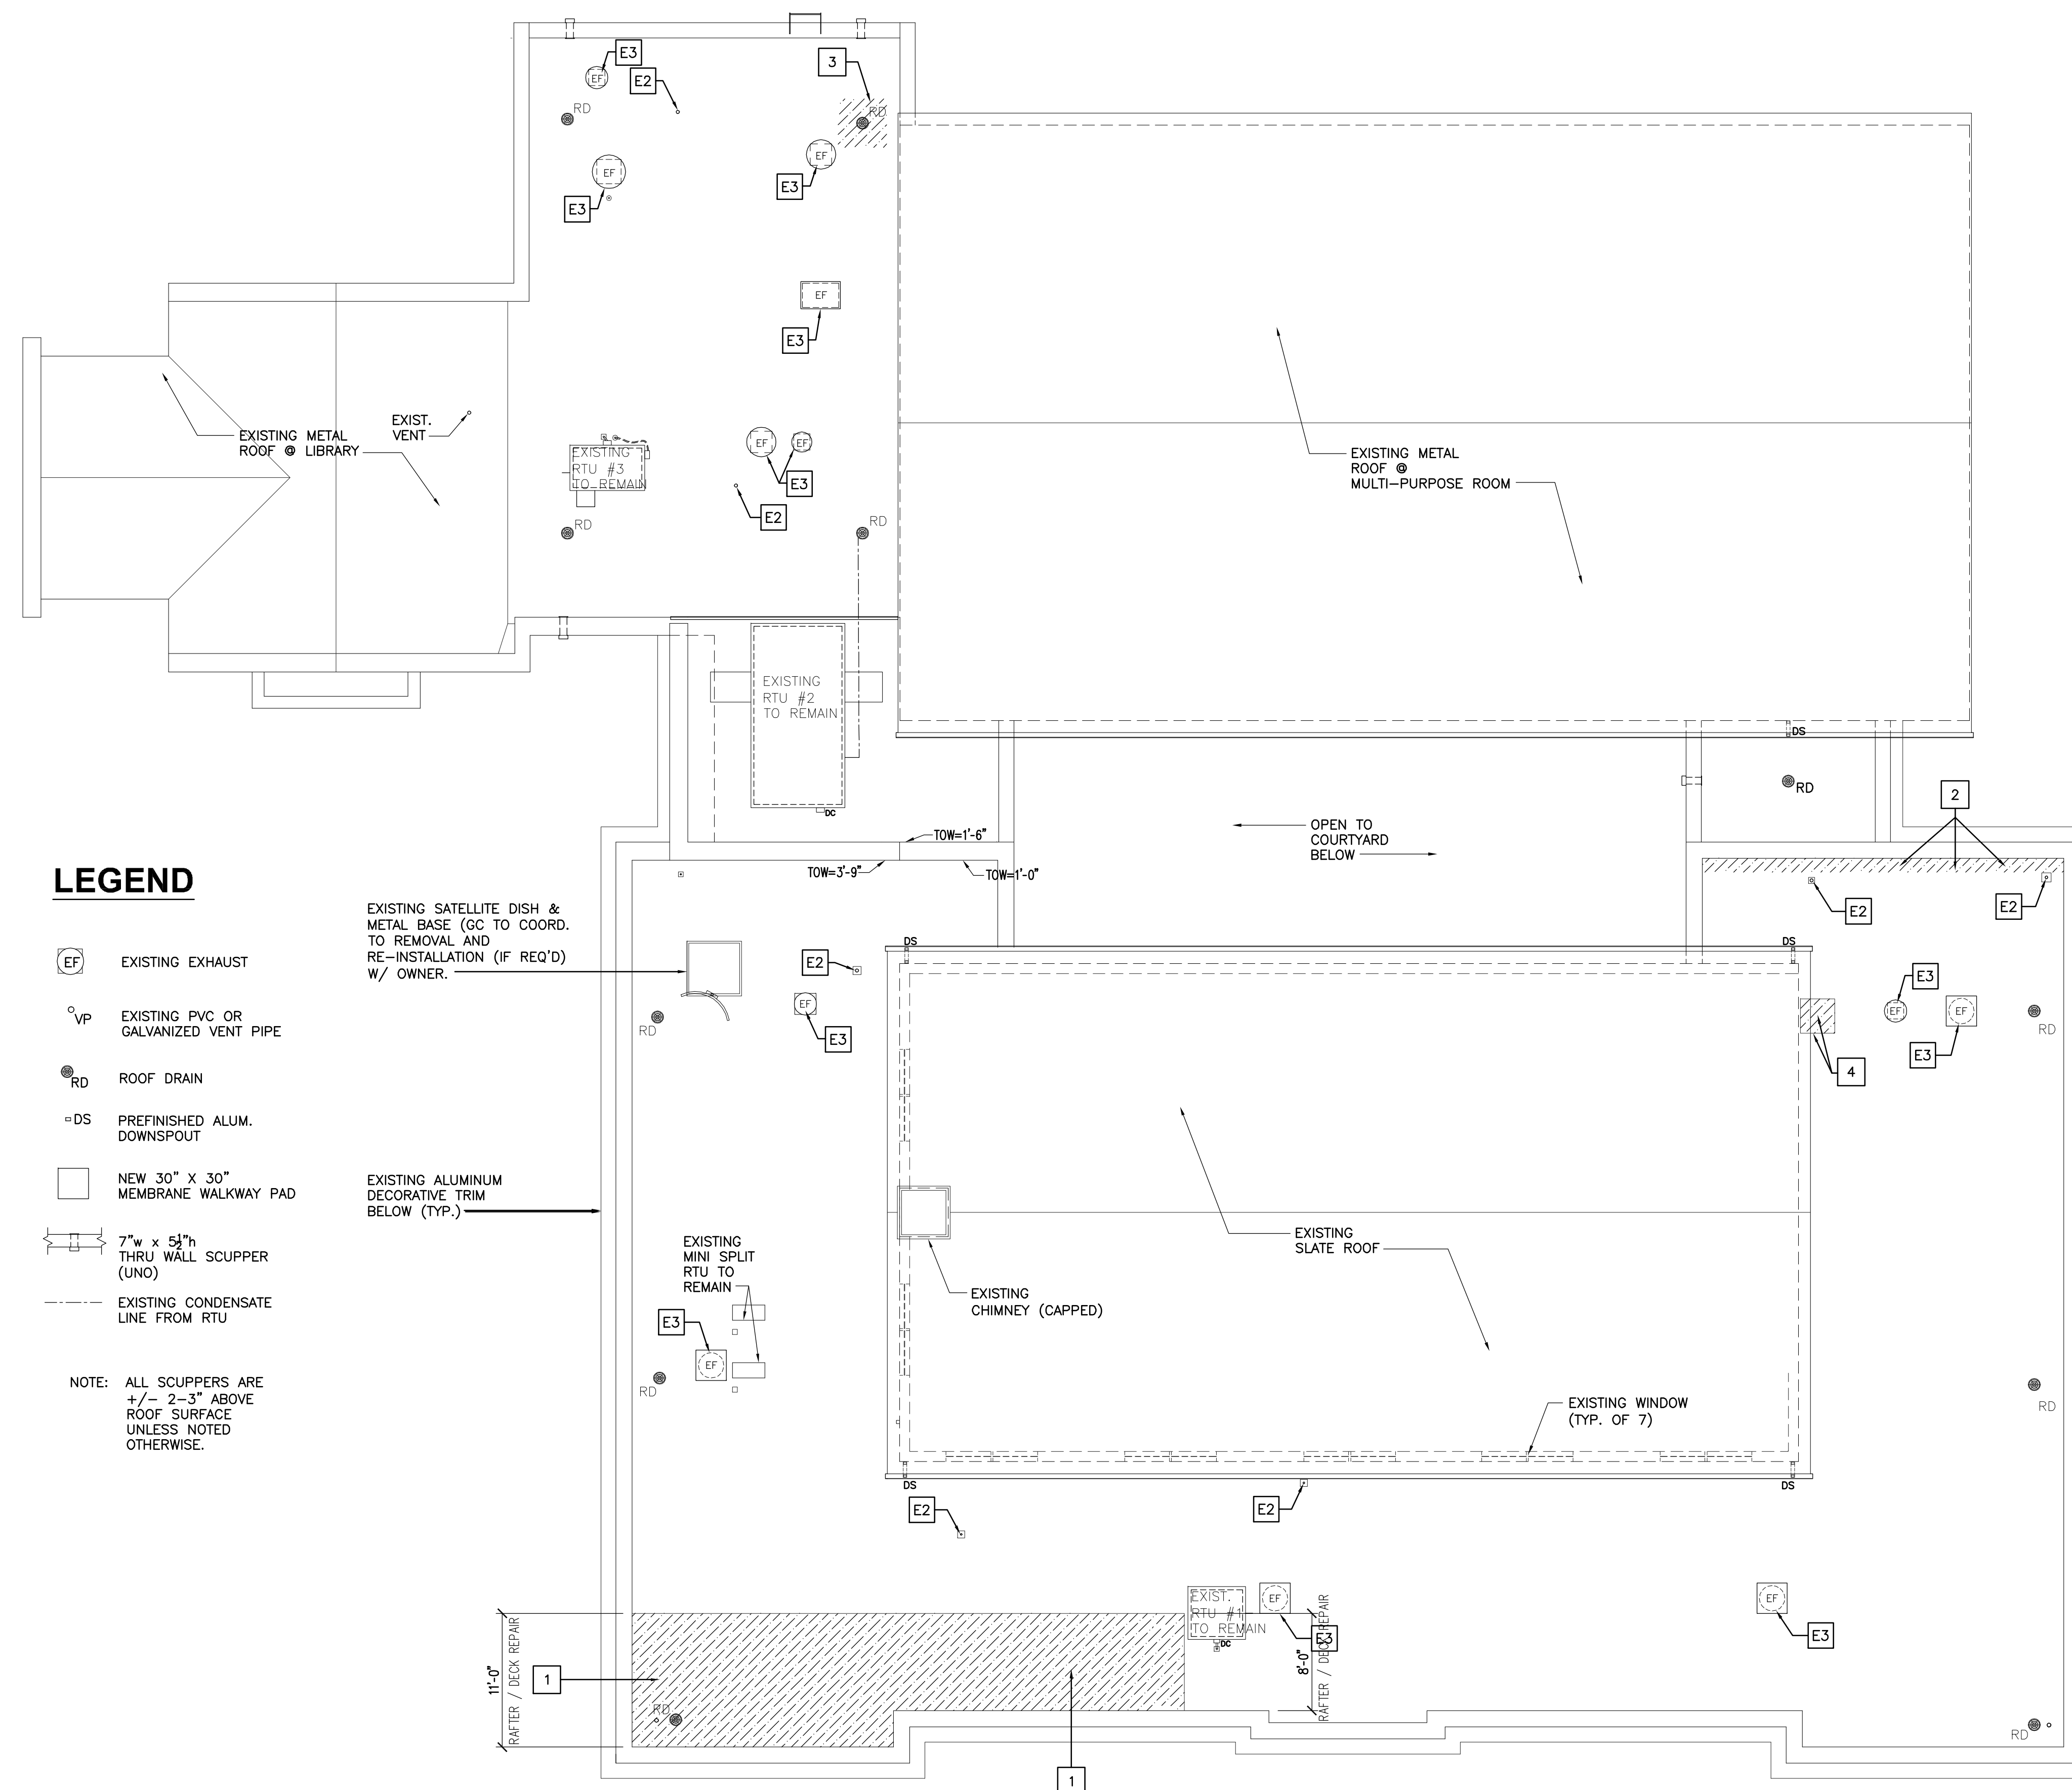 E3
E2
3
EF
RD
RD
EF
EF
E3
E3
EF
E3
EXIST.
VENT
EXISTING METAL
ROOF @ LIBRARY
EXISTING
RTU #3
TO REMAIN
EF
EF
E3
E2
RD
RD
EXISTING METAL
ROOF @
MULTI-PURPOSE ROOM
EXISTING
RTU #2
TO REMAIN
DC
DS
RD
2
TOW=1'-6"
TOW=3'-9"
TOW=1'-0"
OPEN TO
COURTYARD
BELOW
LEGEND
EF EXISTING EXHAUST
VP EXISTING PVC OR
GALVANIZED VENT PIPE
RD ROOF DRAIN
DS PREFINISHED ALUM.
DOWNSPOUT
NEW 30" X 30"
MEMBRANE WALKWAY PAD
7"w x 5½"h
THRU WALL SCUPPER
(UNO)
EXISTING CONDENSATE
LINE FROM RTU
NOTE: ALL SCUPPERS ARE
+/- 2-3" ABOVE
ROOF SURFACE
UNLESS NOTED
OTHERWISE.
EXISTING SATELLITE DISH &
METAL BASE (GC TO COORD.
TO REMOVAL AND
RE-INSTALLATION (IF REQ'D)
W/ OWNER.
E2
E2
E2
DS
DS
EF
E3
RD
E3
EF
EF
E3
4
RD
EXISTING ALUMINUM
DECORATIVE TRIM
BELOW (TYP.)
EXISTING
MINI SPLIT
RTU TO
REMAIN
E3
EF
RD
EXISTING
SLATE ROOF
EXISTING
CHIMNEY (CAPPED)
EXISTING WINDOW
(TYP. OF 7)
RD
DS
DS
E2
E2
EXIST.
RTU #1
TO REMAIN
DC
EF
E3
EF
E3
11'-0"
RAFTER / DECK REPAIR
8'-0"
RAFTER / DECK REPAIR
1
RD
RD
1